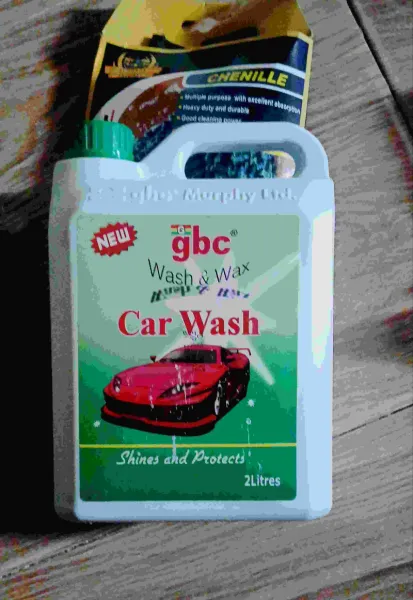 CHENILLE
• Multiple purpose with excellent absorption
• Heavy duty and durable
• Good cleaning power
Murphy Ltd.
NEW
gbc®
Wash & Wax
Car Wash
Shines and Protects
2Litres